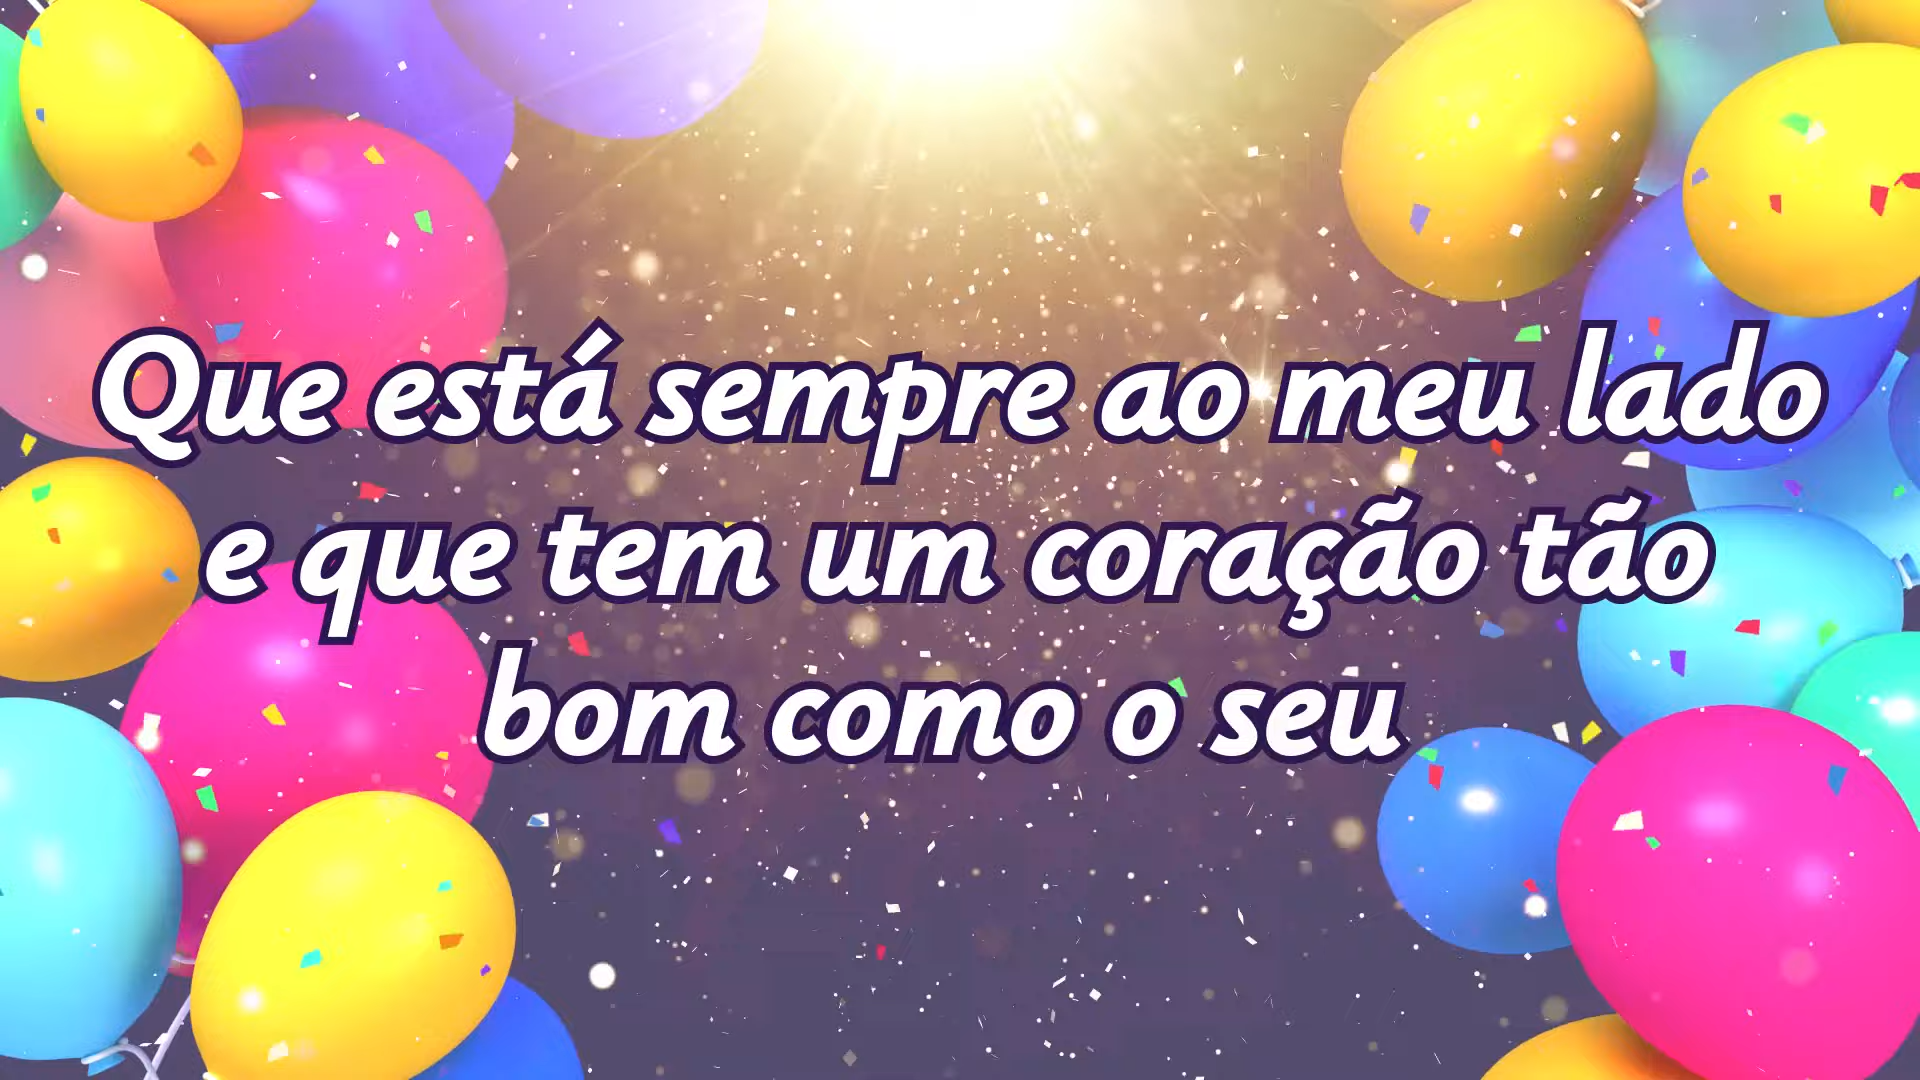 Que está sempre ao meu lado
e que tem um coração tão
bom como o seu